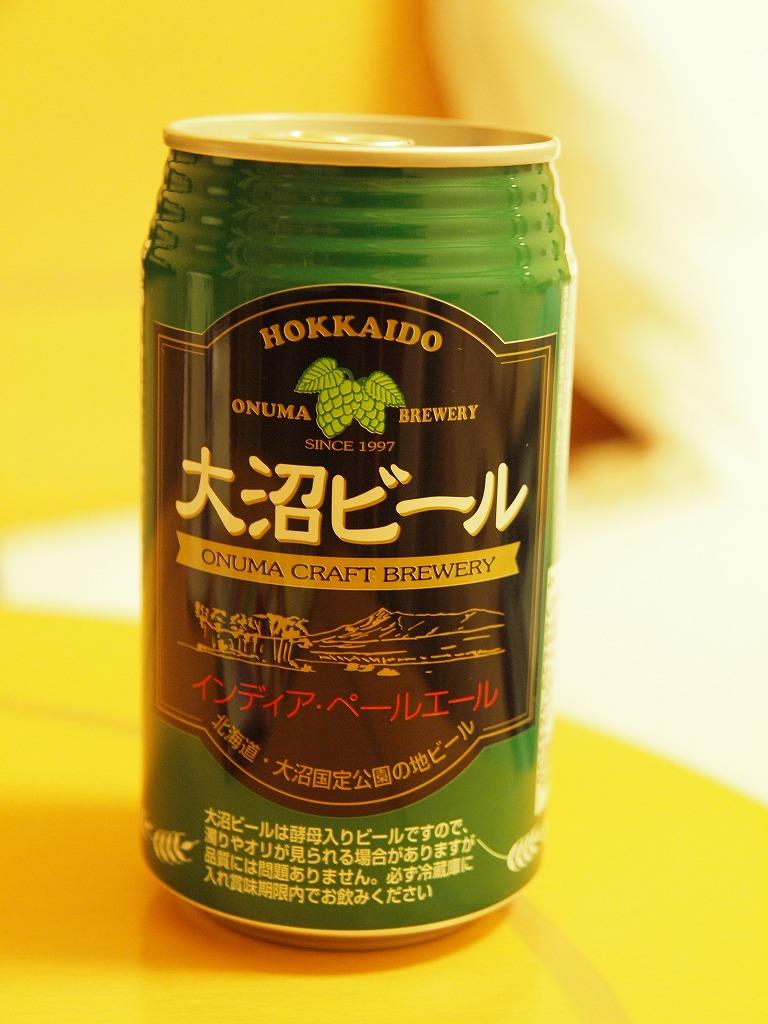 HOKKAIDO
ONUMA BREWERY
SINCE 1997
大沼ビール
ONUMA CRAFT BREWERY
インディア・ペールエール
北海道・大沼国定公園の地ビール
大沼ビールは酵母入りビールですので、
濁りやオリが見られる場合がありますが
品質には問題ありません。必ず冷蔵庫に
入れ賞味期限内でお飲みください